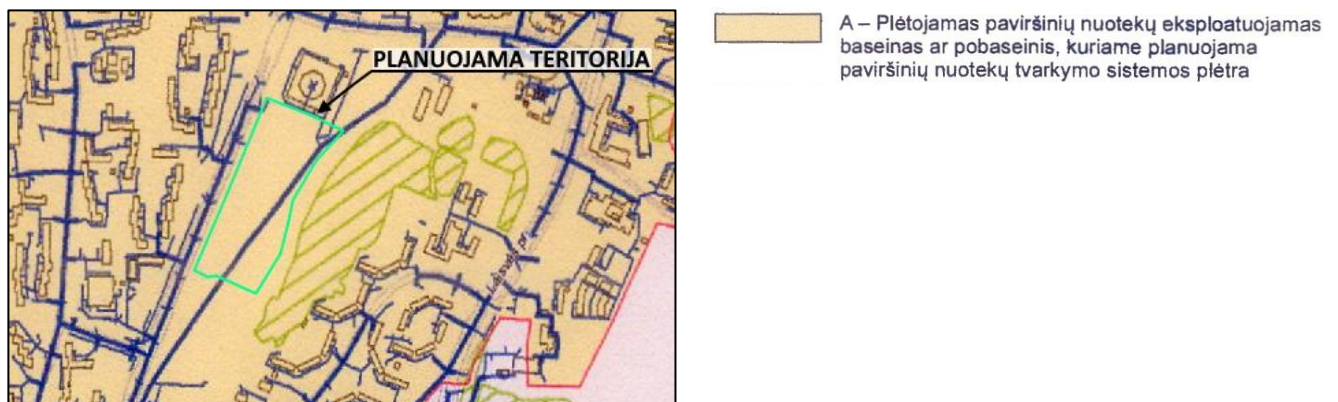 PLANUOJAMA TERITORIJA
A – Plėtojamas paviršinių nuotekų eksploatuojamas
baseinas ar pobaseinis, kuriame planuojama
paviršinių nuotekų tvarkymo sistemos plėtra